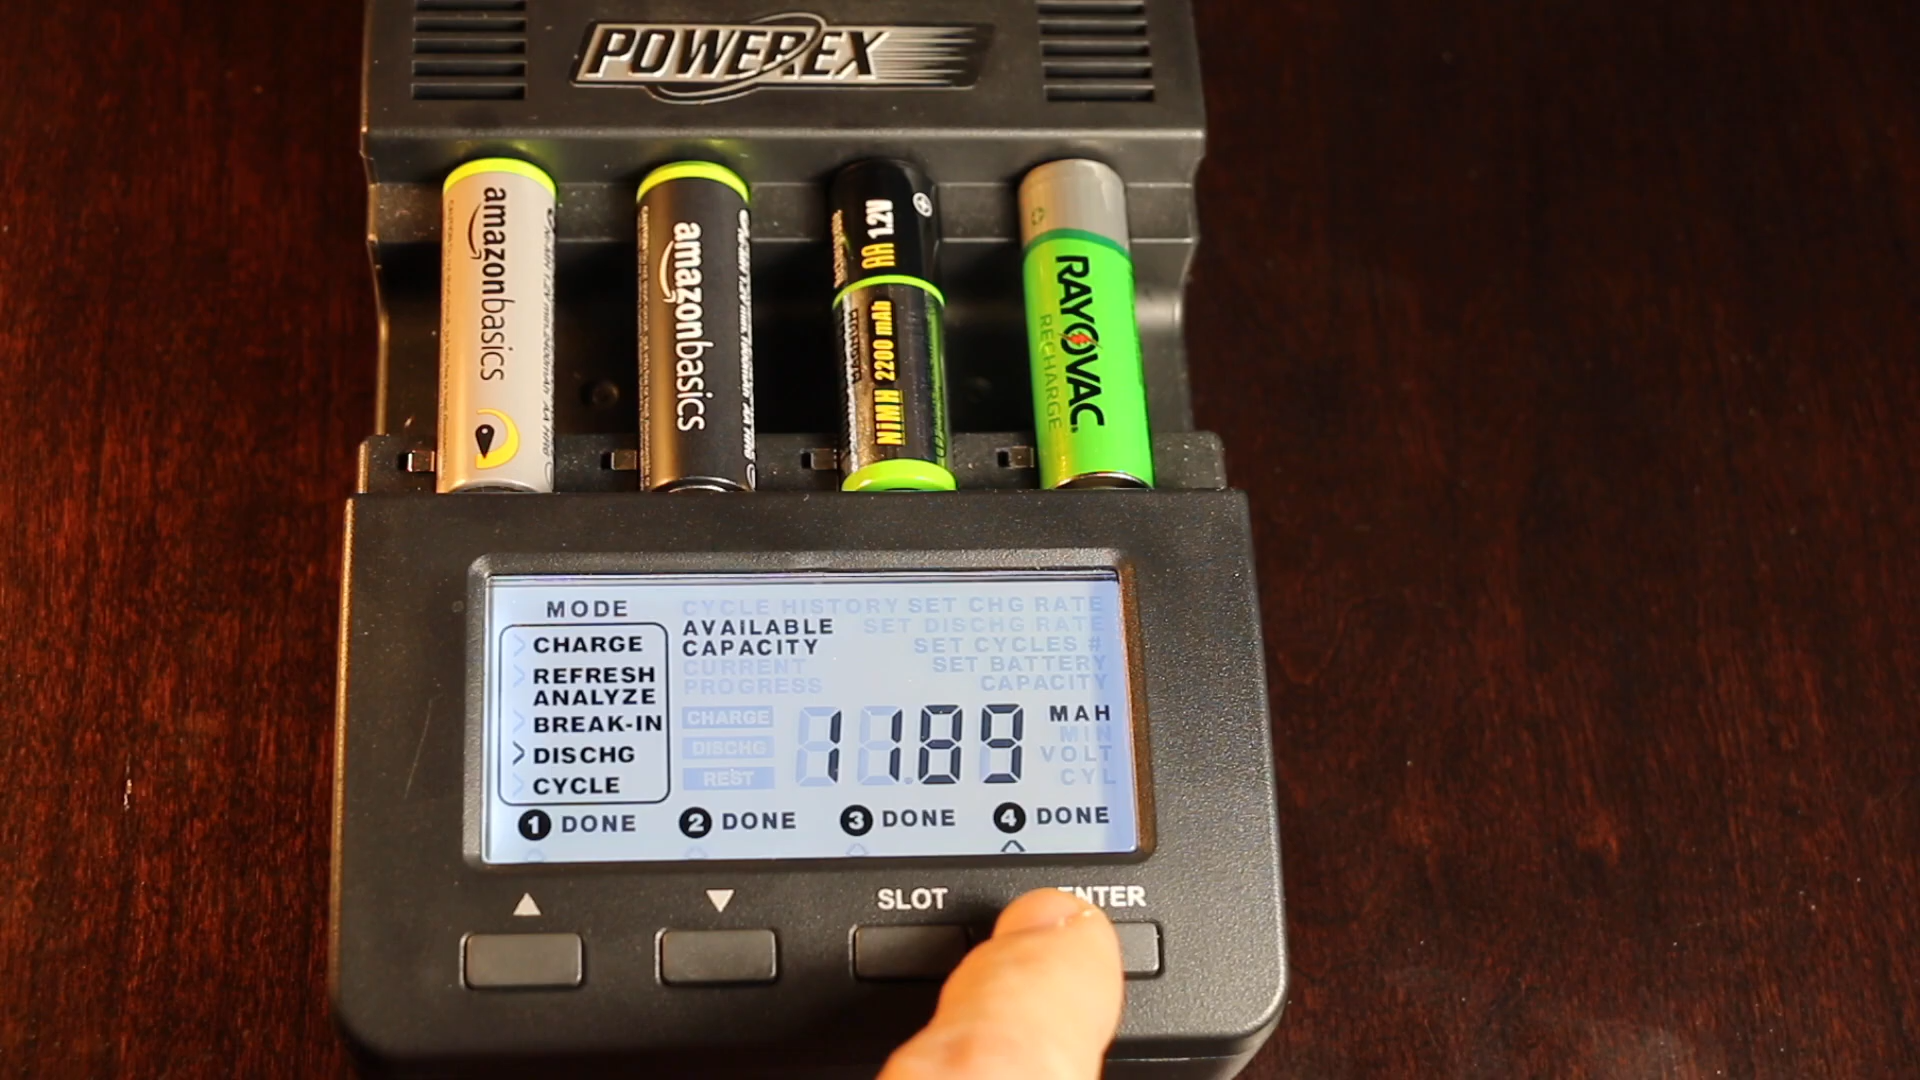 POWEREX
amazonbasics
amazonbasics
AA 1.2V
NIMH 2200 mAh
RAYOVAC
RECHARGE
MODE
CHARGE
REFRESH
ANALYZE
BREAK-IN
DISCHG
CYCLE
CYCLE HISTORY SET CHG RATE
AVAILABLE SET DISCHG RATE
CAPACITY SET CYCLES #
CURRENT SET BATTERY
PROGRESS CAPACITY
CHARGE
DISCHG
REST
1189
MAH
MIN
VOLT
CYL
1 DONE 2 DONE 3 DONE 4 DONE
SLOT ENTER